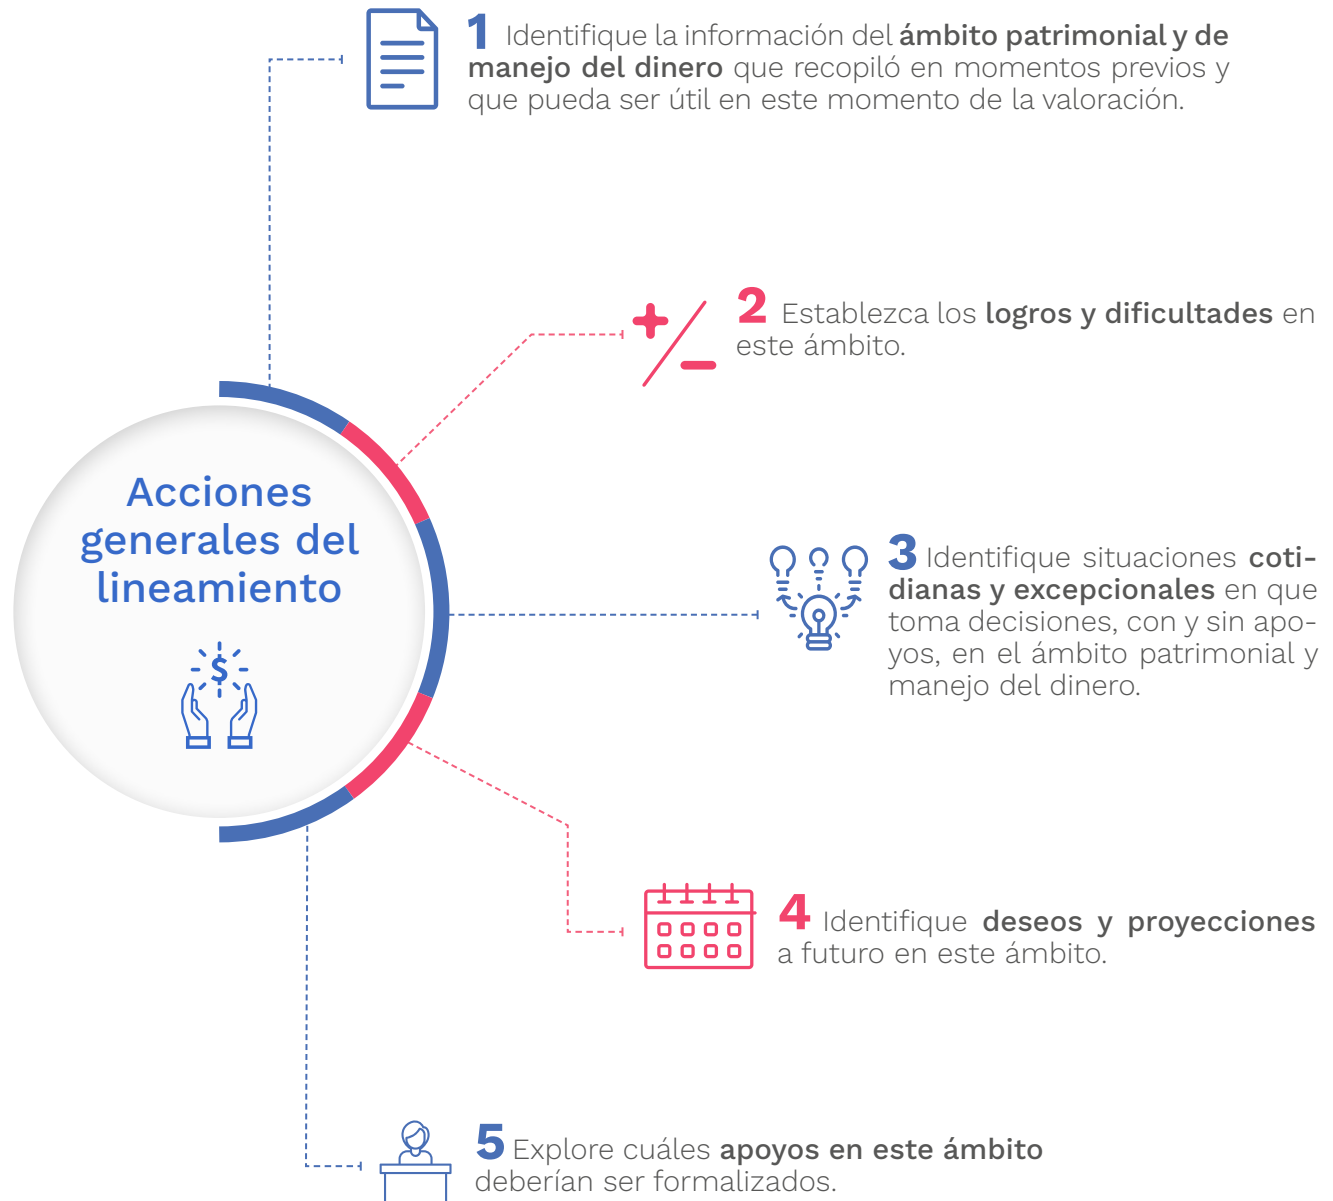 1 Identifique la información del ámbito patrimonial y de
manejo del dinero que recopiló en momentos previos y
que pueda ser útil en este momento de la valoración.
2 Establezca los logros y dificultades en
este ámbito.
Acciones
generales del
lineamiento
$
3 Identifique situaciones coti-
dianas y excepcionales en que
toma decisiones, con y sin apo-
yos, en el ámbito patrimonial y
manejo del dinero.
4 Identifique deseos y proyecciones
a futuro en este ámbito.
5 Explore cuáles apoyos en este ámbito
deberían ser formalizados.